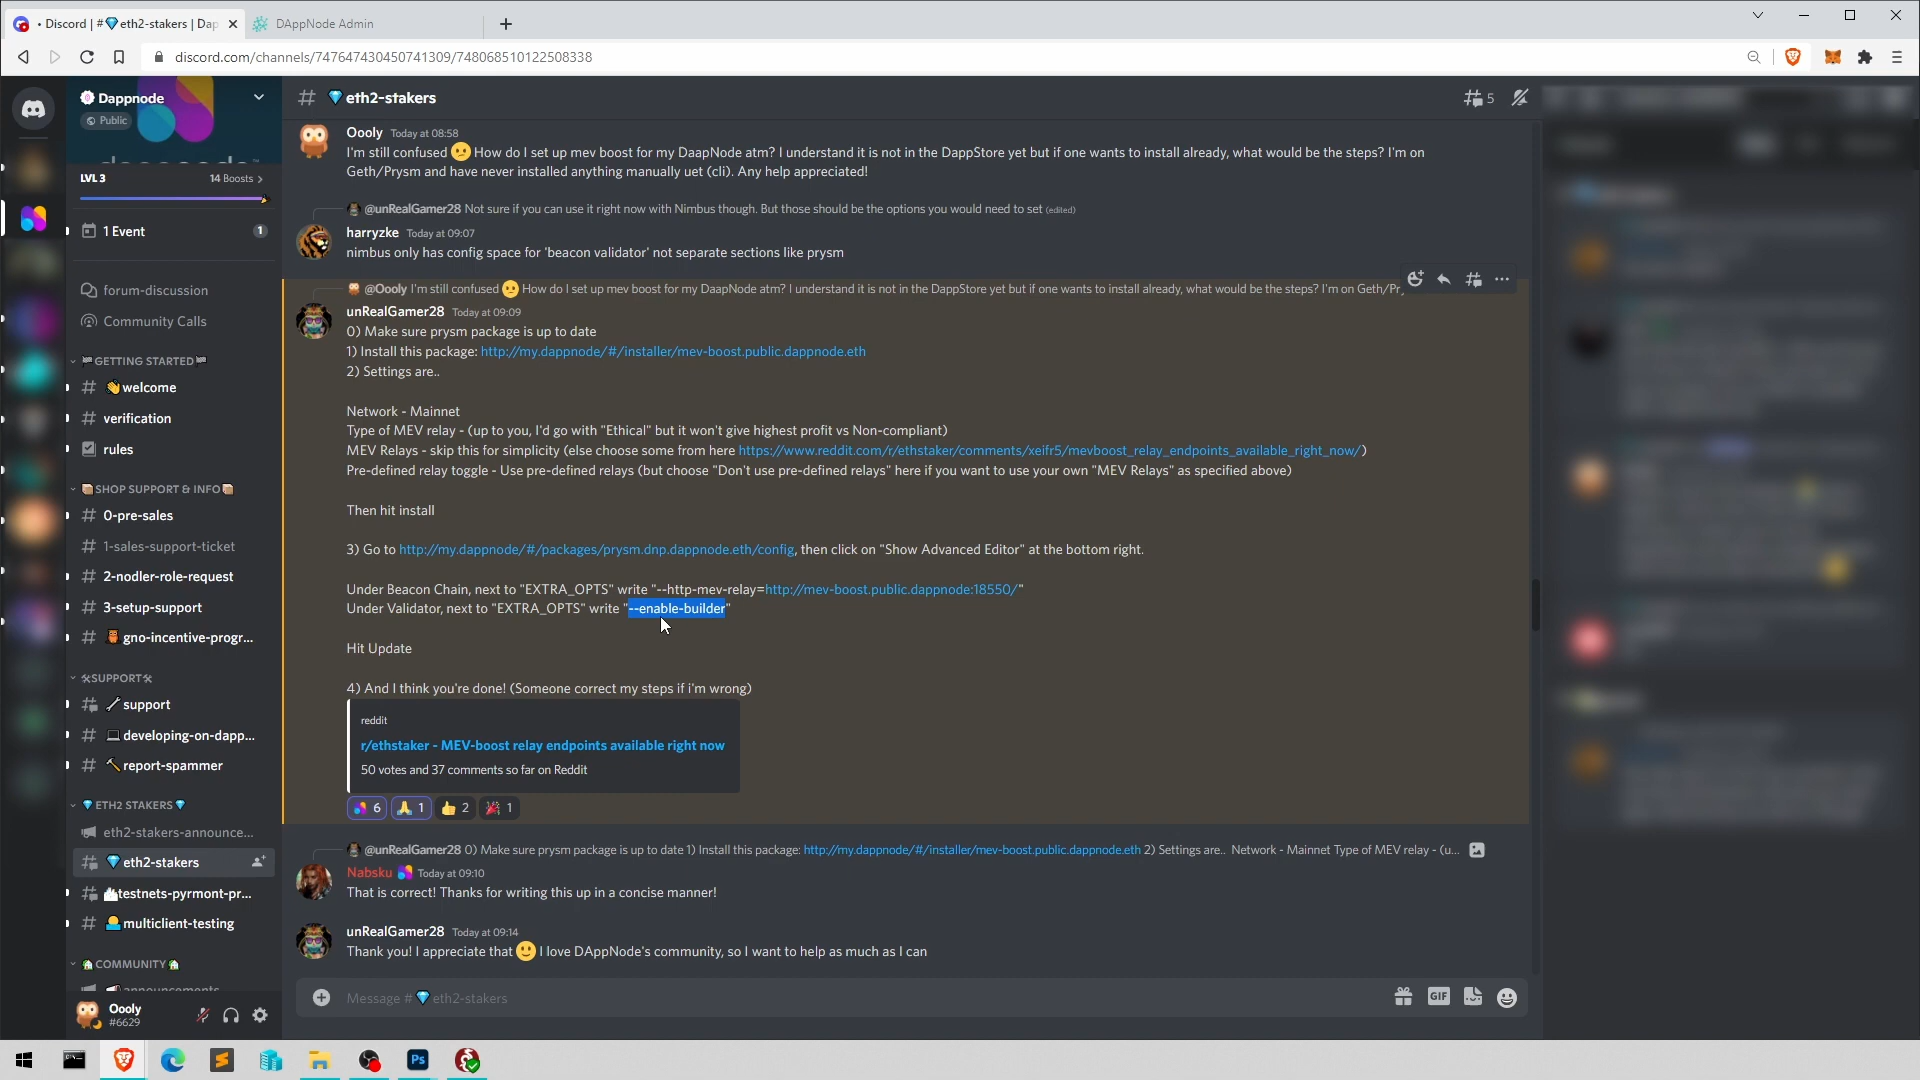 • Discord | # eth2-stakers | Dap
DAppNode Admin
discord.com/channels/747647430450741309/748068510122508338
Dappnode
Public
LVL 3
14 Boosts
1 Event
1
forum-discussion
Community Calls
GETTING STARTED
welcome
verification
rules
SHOP SUPPORT & INFO
0-pre-sales
1-sales-support-ticket
2-nodler-role-request
3-setup-support
gno-incentive-progr...
SUPPORT
support
developing-on-dapp...
report-spammer
ETH2 STAKERS
eth2-stakers-announce...
eth2-stakers
testnets-pyrmont-pr...
multiclient-testing
COMMUNITY
announcements
Oooly
#6629
# eth2-stakers
5
Oooly Today at 08:58
I'm still confused 😕 How do I set up mev boost for my DaapNode atm? I understand it is not in the DappStore yet but if one wants to install already, what would be the steps? I'm on
Geth/Prysm and have never installed anything manually uet (cli). Any help appreciated!
@unRealGamer28 Not sure if you can use it right now with Nimbus though. But those should be the options you would need to set (edited)
harryzke Today at 09:07
nimbus only has config space for 'beacon validator' not separate sections like prysm
@Oooly I'm still confused 😕 How do I set up mev boost for my DaapNode atm? I understand it is not in the DappStore yet but if one wants to install already, what would be the steps? I'm on Geth/Pr
unRealGamer28 Today at 09:09
0) Make sure prysm package is up to date
1) Install this package: http://my.dappnode/#/installer/mev-boost.public.dappnode.eth
2) Settings are..
Network - Mainnet
Type of MEV relay - (up to you, I'd go with "Ethical" but it won't give highest profit vs Non-compliant)
MEV Relays - skip this for simplicity (else choose some from here https://www.reddit.com/r/ethstaker/comments/xeifr5/mevboost_relay_endpoints_available_right_now/)
Pre-defined relay toggle - Use pre-defined relays (but choose "Don't use pre-defined relays" here if you want to use your own "MEV Relays" as specified above)
Then hit install
3) Go to http://my.dappnode/#/packages/prysm.dnp.dappnode.eth/config, then click on "Show Advanced Editor" at the bottom right.
Under Beacon Chain, next to "EXTRA_OPTS" write "--http-mev-relay=http://mev-boost.public.dappnode:18550/"
Under Validator, next to "EXTRA_OPTS" write "--enable-builder"
Hit Update
4) And I think you're done! (Someone correct my steps if i'm wrong)
reddit
r/ethstaker - MEV-boost relay endpoints available right now
50 votes and 37 comments so far on Reddit
6 1 2 1
@unRealGamer28 0) Make sure prysm package is up to date 1) Install this package: http://my.dappnode/#/installer/mev-boost.public.dappnode.eth 2) Settings are.. Network - Mainnet Type of MEV relay - (u...
Nabsku Today at 09:10
That is correct! Thanks for writing this up in a concise manner!
unRealGamer28 Today at 09:14
Thank you! I appreciate that 🙂 I love DAppNode's community, so I want to help as much as I can
Message # eth2-stakers
GIF
Ps